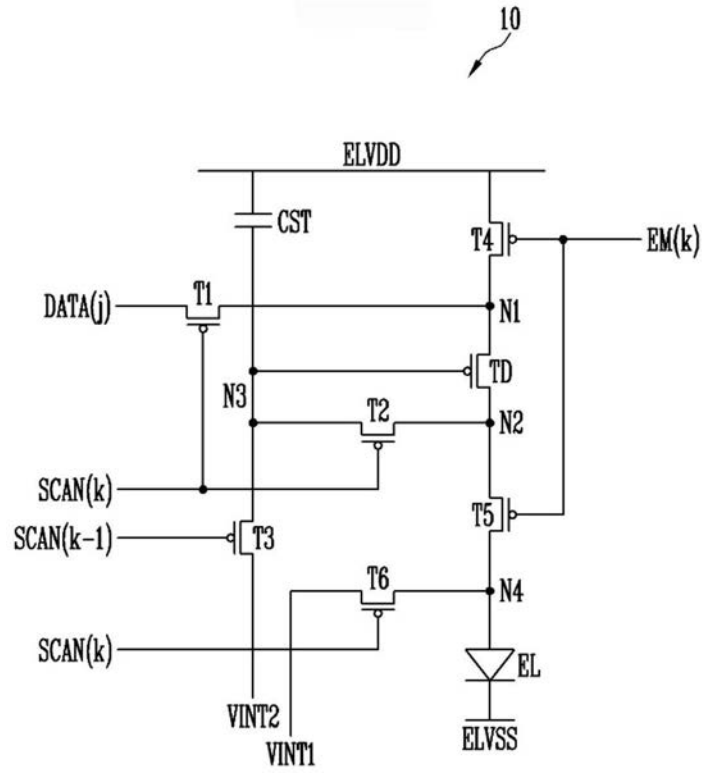 10
ELVDD
CST
T4
EM(k)
DATA(j)
T1
N1
TD
N3
T2
N2
SCAN(k)
T5
SCAN(k-1)
T3
T6
N4
SCAN(k)
EL
VINT2
ELVSS
VINT1